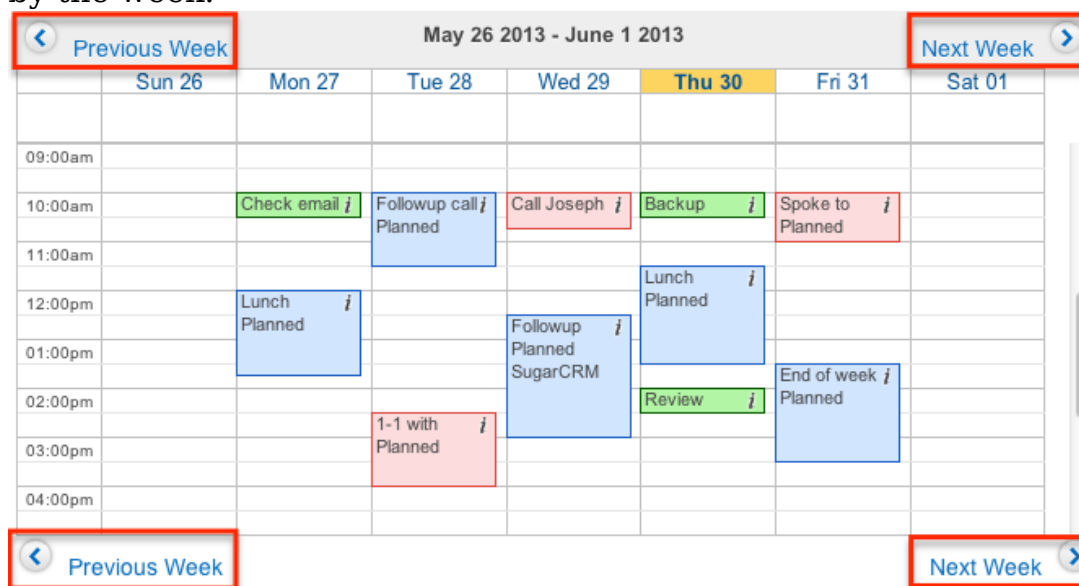 by the week.
Previous Week
May 26 2013 - June 1 2013
Next Week
Sun 26 Mon 27 Tue 28 Wed 29 Thu 30 Fri 31 Sat 01
09:00am
10:00am
Check email i
Followup call i
Planned
Call Joseph i
Backup i
Spoke to i
Planned
11:00am
Lunch i
Planned
12:00pm
Lunch i
Planned
Followup i
Planned
SugarCRM
01:00pm
End of week i
Planned
02:00pm
Review i
1-1 with i
Planned
03:00pm
04:00pm
Previous Week
Next Week